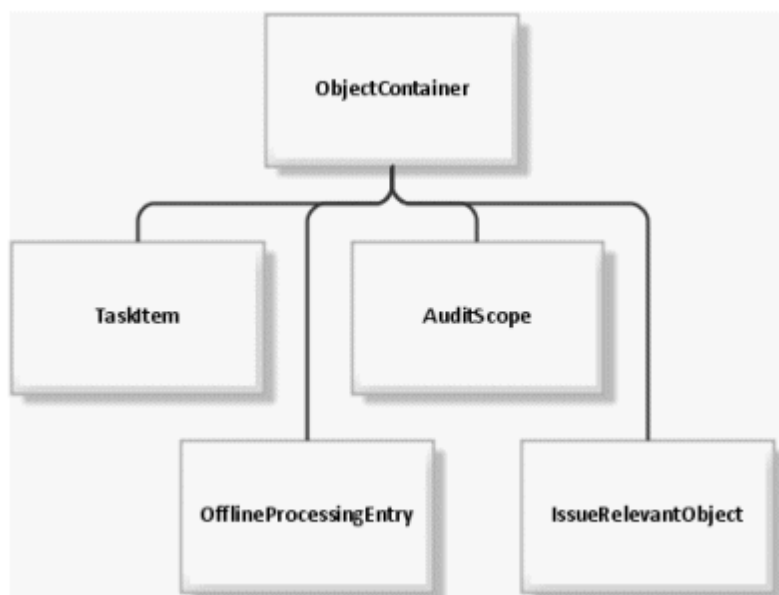 ObjectContainer
TaskItem
AuditScope
OfflineProcessingEntry
IssueRelevantObject